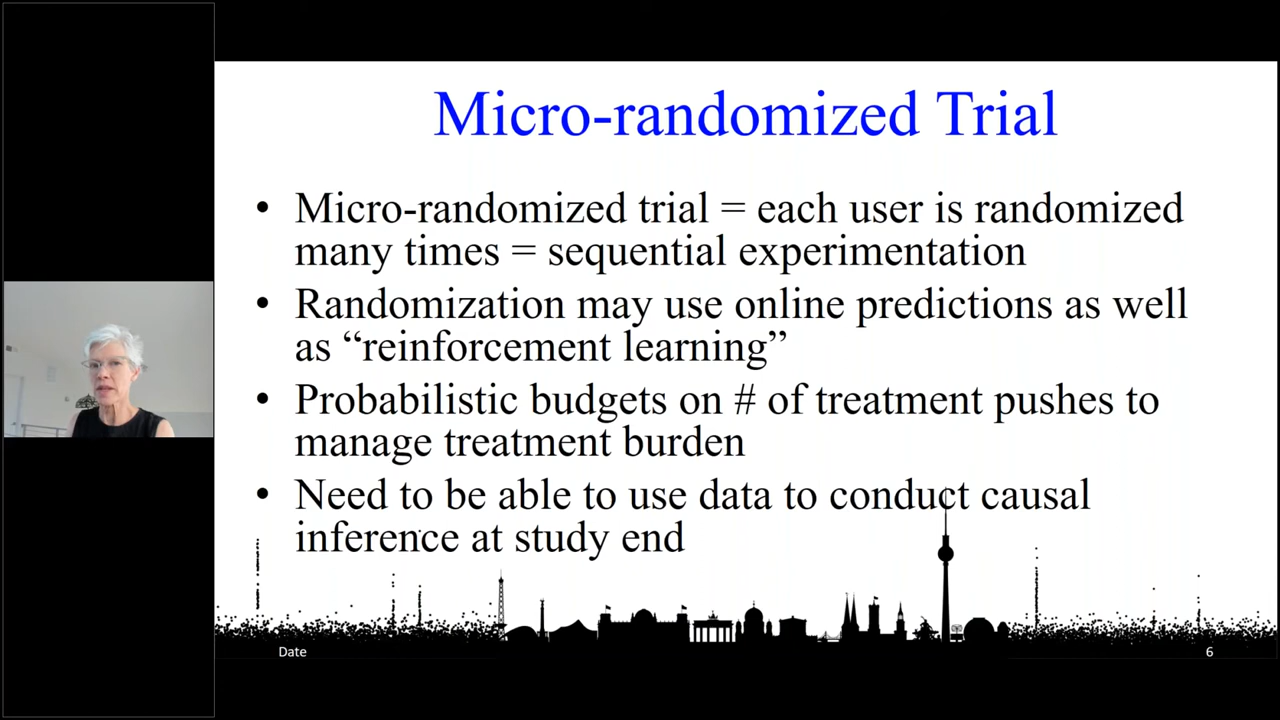 Micro-randomized Trial
• Micro-randomized trial = each user is randomized
many times = sequential experimentation
• Randomization may use online predictions as well
as “reinforcement learning”
• Probabilistic budgets on # of treatment pushes to
manage treatment burden
• Need to be able to use data to conduct causal
inference at study end
Date
6